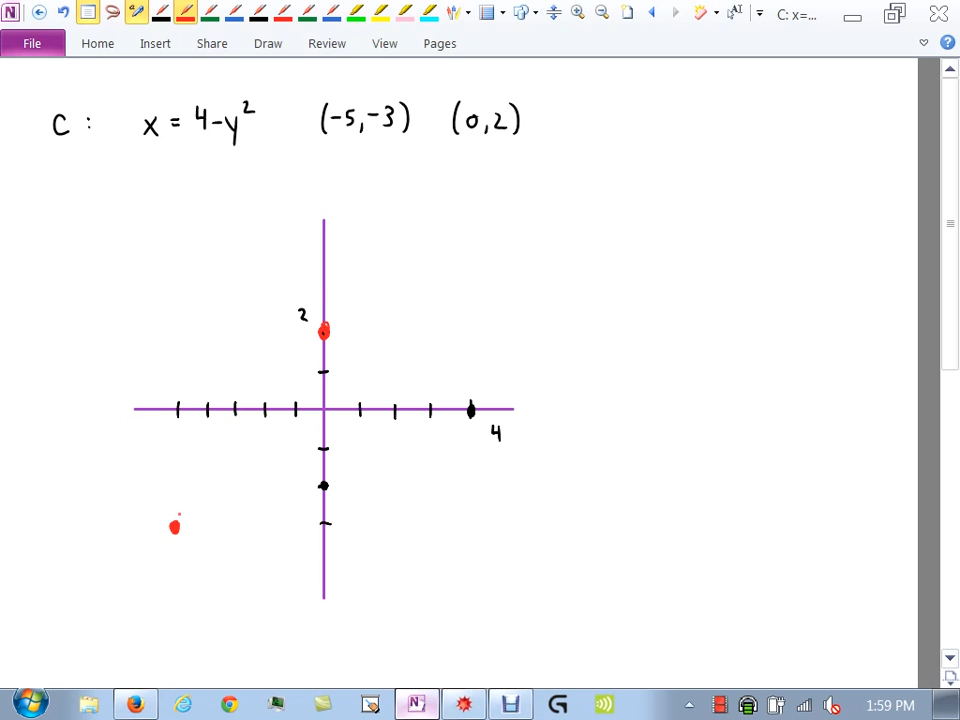 C: x=...
File Home Insert Share Draw Review View Pages
C : x = 4-y² (-5,-3) (0,2)
2
4
1:59 PM